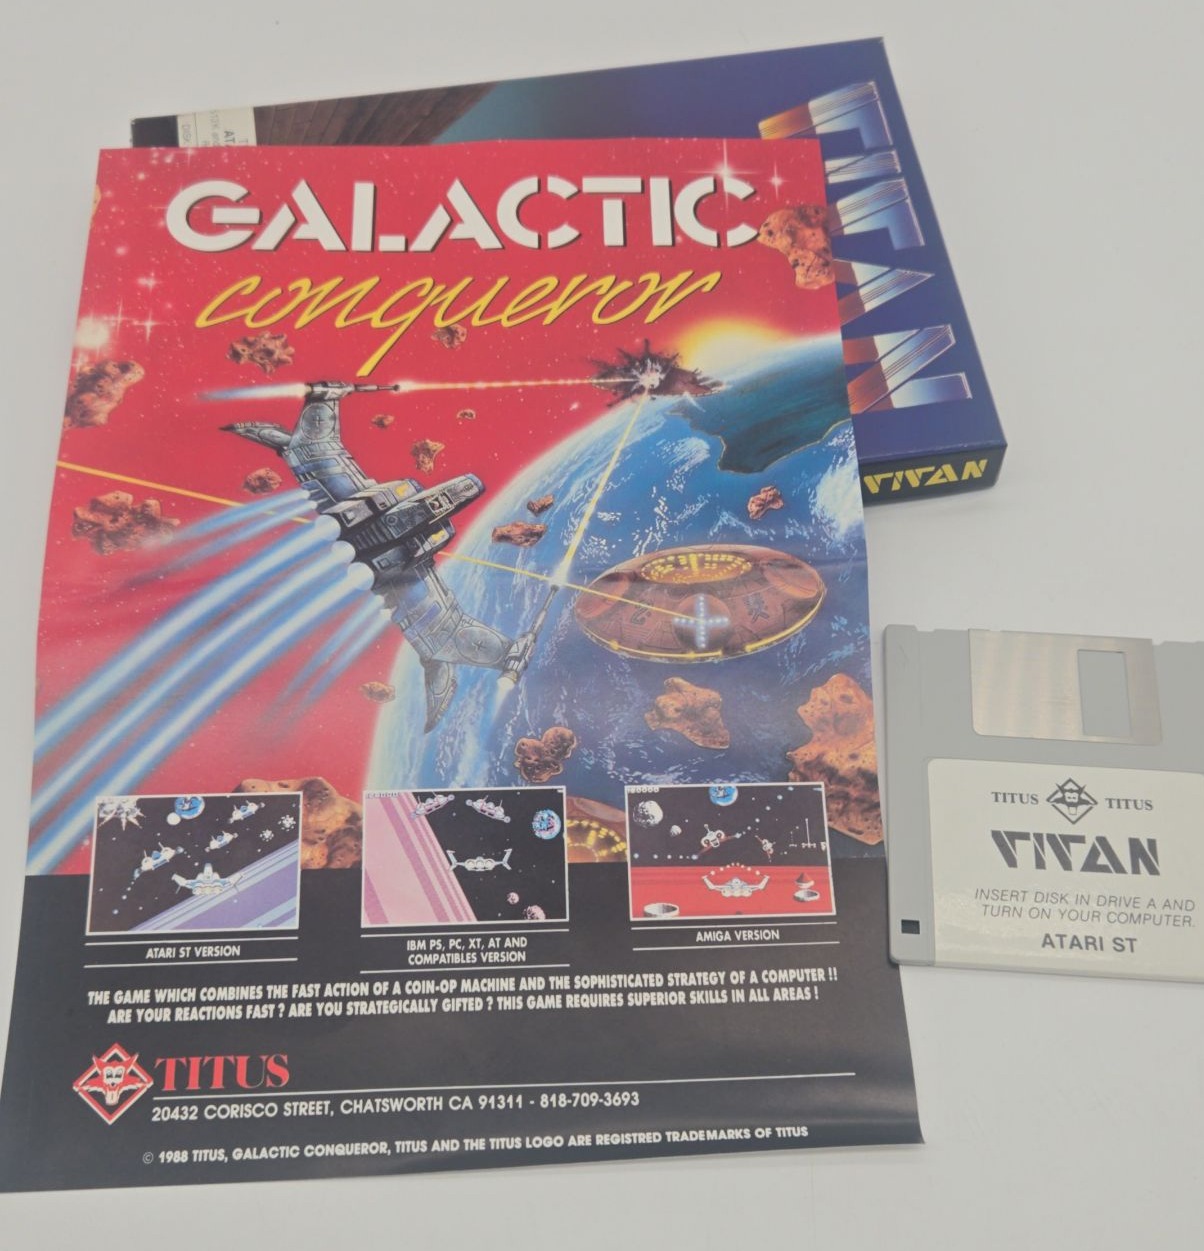 TITAN
GALACTIC
conqueror
TITAN
ATARI ST VERSION
IBM PS, PC, XT, AT AND
COMPATIBLES VERSION
AMIGA VERSION
THE GAME WHICH COMBINES THE FAST ACTION OF A COIN-OP MACHINE AND THE SOPHISTICATED STRATEGY OF A COMPUTER !!
ARE YOUR REACTIONS FAST ? ARE YOU STRATEGICALLY GIFTED ? THIS GAME REQUIRES SUPERIOR SKILLS IN ALL AREAS !
TITUS
20432 CORISCO STREET, CHATSWORTH CA 91311 - 818-709-3693
© 1988 TITUS, GALACTIC CONQUEROR, TITUS AND THE TITUS LOGO ARE REGISTRED TRADEMARKS OF TITUS
TITUS TITUS
TITAN
INSERT DISK IN DRIVE A AND
TURN ON YOUR COMPUTER.
ATARI ST